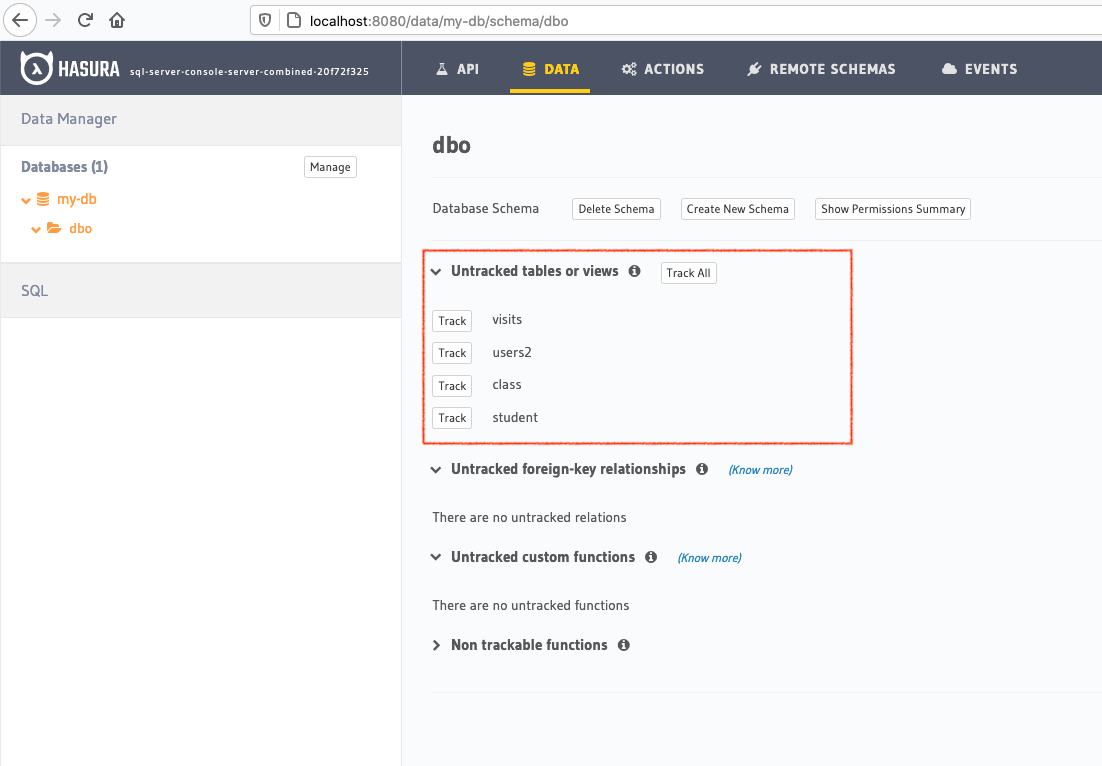 localhost:8080/data/my-db/schema/dbo
HASURA sql-server-console-server-combined-20f72f325
API DATA ACTIONS REMOTE SCHEMAS EVENTS
Data Manager
Databases (1) Manage
my-db
dbo
SQL
dbo
Database Schema Delete Schema Create New Schema Show Permissions Summary
Untracked tables or views Track All
Track visits
Track users2
Track class
Track student
Untracked foreign-key relationships (Know more)
There are no untracked relations
Untracked custom functions (Know more)
There are no untracked functions
Non trackable functions